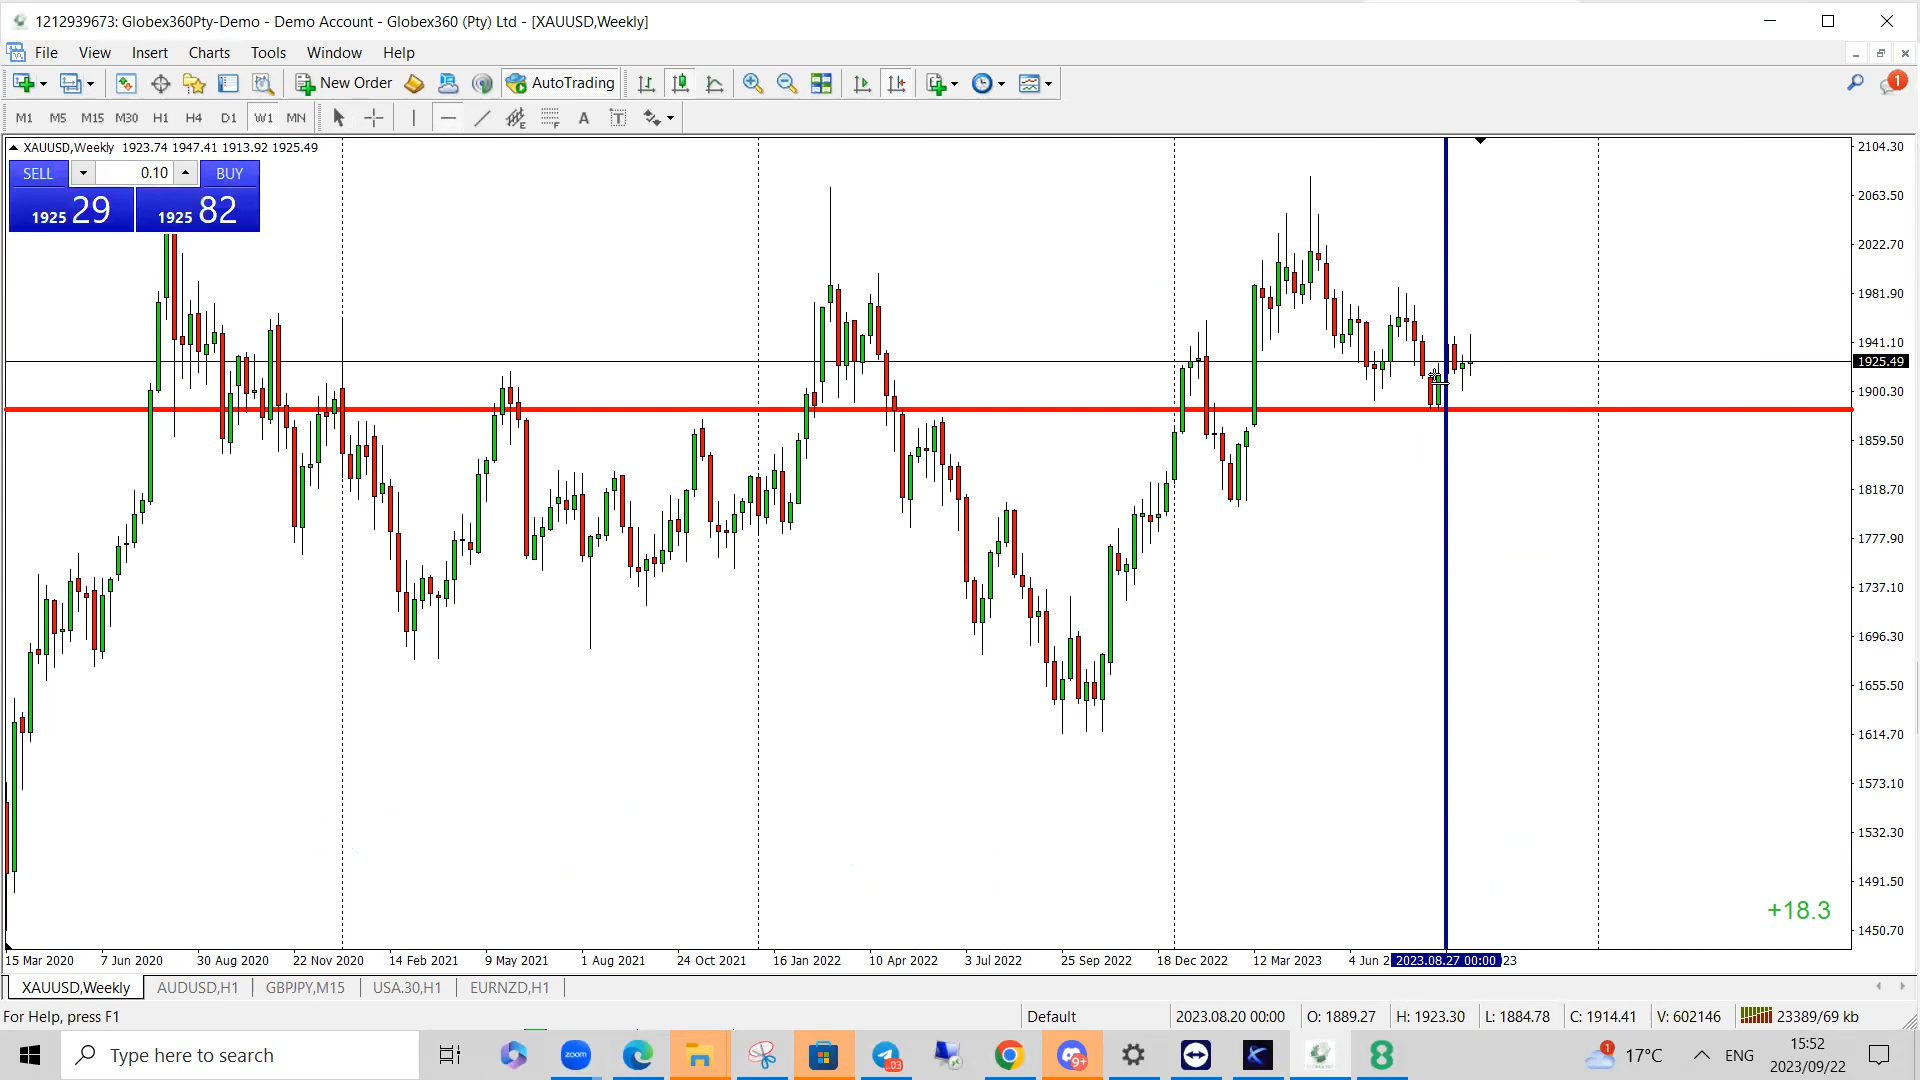 1212939673: Globex360Pty-Demo - Demo Account - Globex360 (Pty) Ltd - [XAUUSD,Weekly]
File View Insert Charts Tools Window Help
New Order AutoTrading 1
M1 M5 M15 M30 H1 H4 D1 W1 MN E F A T
XAUUSD,Weekly 1923.74 1947.41 1913.92 1925.49
SELL 0.10 BUY
1925 29 1925 82
2104.30
2063.50
2022.70
1981.90
1941.10
1925.49
1900.30
1859.50
1818.70
1777.90
1737.10
1696.30
1655.50
1614.70
1573.10
1532.30
1491.50
+18.3
1450.70
15 Mar 2020 7 Jun 2020 30 Aug 2020 22 Nov 2020 14 Feb 2021 9 May 2021 1 Aug 2021 24 Oct 2021 16 Jan 2022 10 Apr 2022 3 Jul 2022 25 Sep 2022 18 Dec 2022 12 Mar 2023 4 Jun 2 2023.08.27 00:00 23
XAUUSD,Weekly AUDUSD,H1 GBPJPY,M15 USA.30,H1 EURNZD,H1
For Help, press F1 Default 2023.08.20 00:00 O: 1889.27 H: 1923.30 L: 1884.78 C: 1914.41 V: 602146 23389/69 kb
Type here to search zoom 03 9+ 8 1 17°C ENG 15:52
2023/09/22